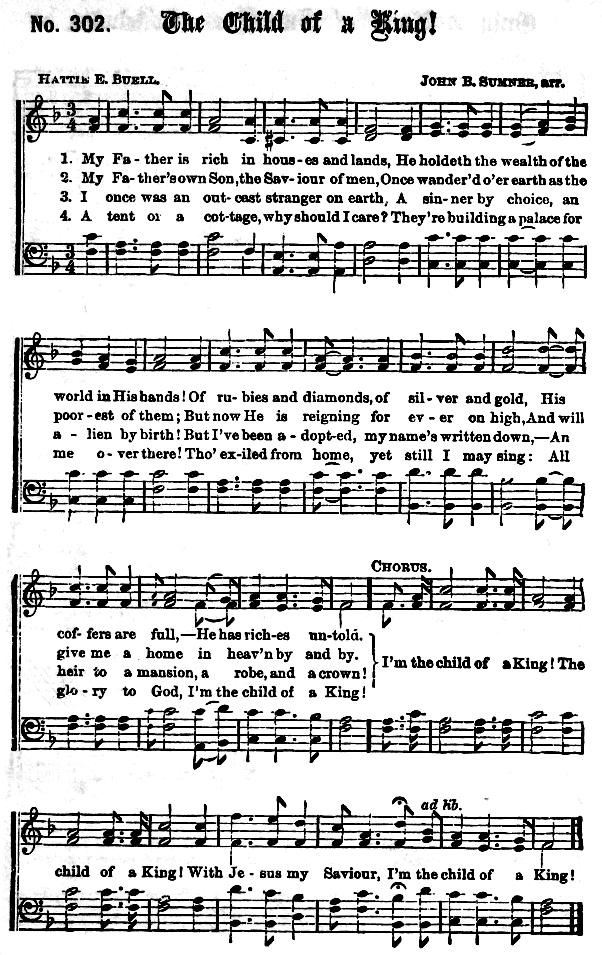 No. 302. The Child of a King!
HATTIE E. BUELL. JOHN B. SUMNER, arr.
1. My Fa - ther is rich in hous - es and lands, He holdeth the wealth of the
2. My Fa - ther's own Son, the Sav - iour of men, Once wander'd o'er earth as the
3. I once was an out - cast stranger on earth, A sin - ner by choice, an
4. A tent or a cot - tage, why should I care? They're building a palace for
world in His hands! Of ru - bies and diamonds, of sil - ver and gold, His
poor - est of them; But now He is reigning for ev - er on high, And will
a - lien by birth! But I've been a - dopt - ed, my name's written down,—An
me o - ver there! Tho' ex - iled from home, yet still I may sing: All
CHORUS.
cof - fers are full,—He has rich - es un - told.
give me a home in heav'n by and by.
heir to a mansion, a robe, and a crown!
glo - ry to God, I'm the child of a King!
I'm the child of a King! The
ad lib.
child of a King! With Je - sus my Saviour, I'm the child of a King!